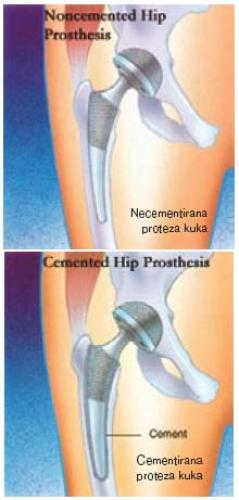 Noncemented Hip
Prosthesis
Necementirana
proteza kuka
Cemented Hip Prosthesis
Cement
Cementirana
proteza kuka